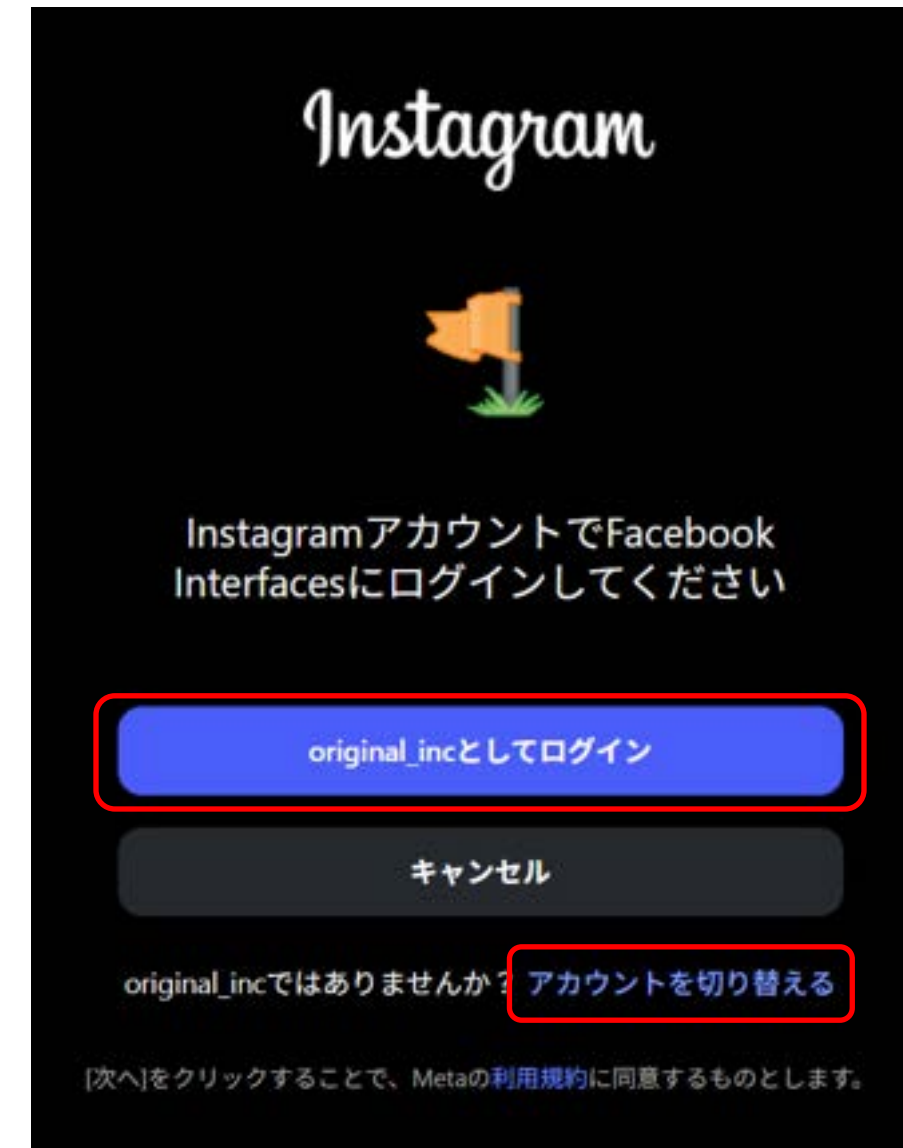 Instagram
InstagramアカウントでFacebook
Interfacesにログインしてください
original_incとしてログイン
キャンセル
original_incではありませんか？アカウントを切り替える
[次へ]をクリックすることで、Metaの利用規約に同意するものとします。